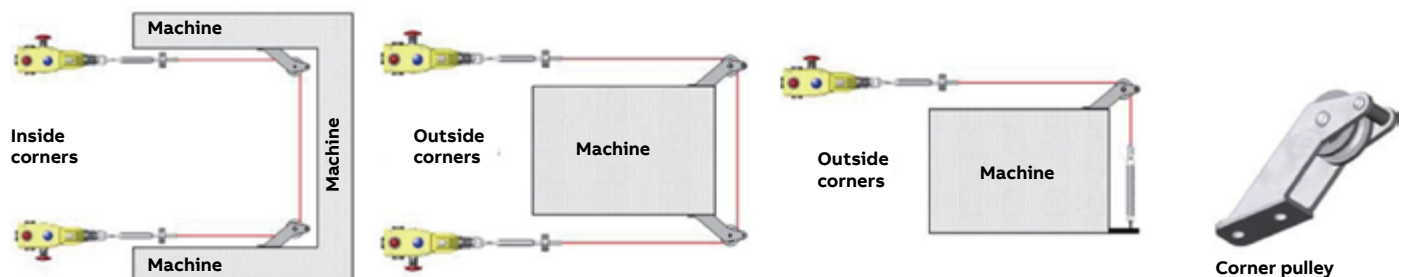 Machine
Inside
corners
Machine
Machine
Outside
corners
Machine
Outside
corners
Machine
Corner pulley